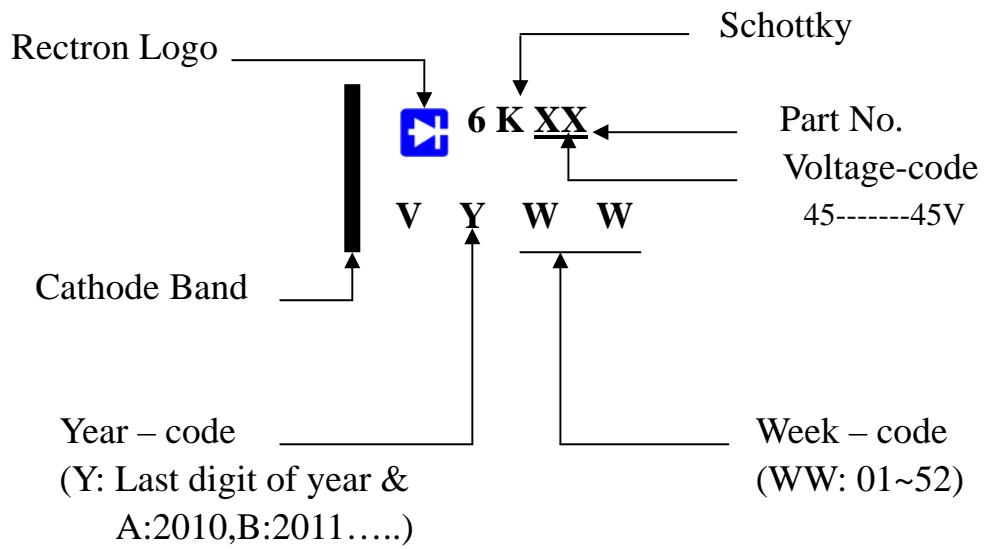 Schottky
Rectron Logo
6 K XX
Part No.
Voltage-code
45-------45V
V Y W W
Cathode Band
Year – code
(Y: Last digit of year &
A:2010,B:2011…..)
Week – code
(WW: 01~52)